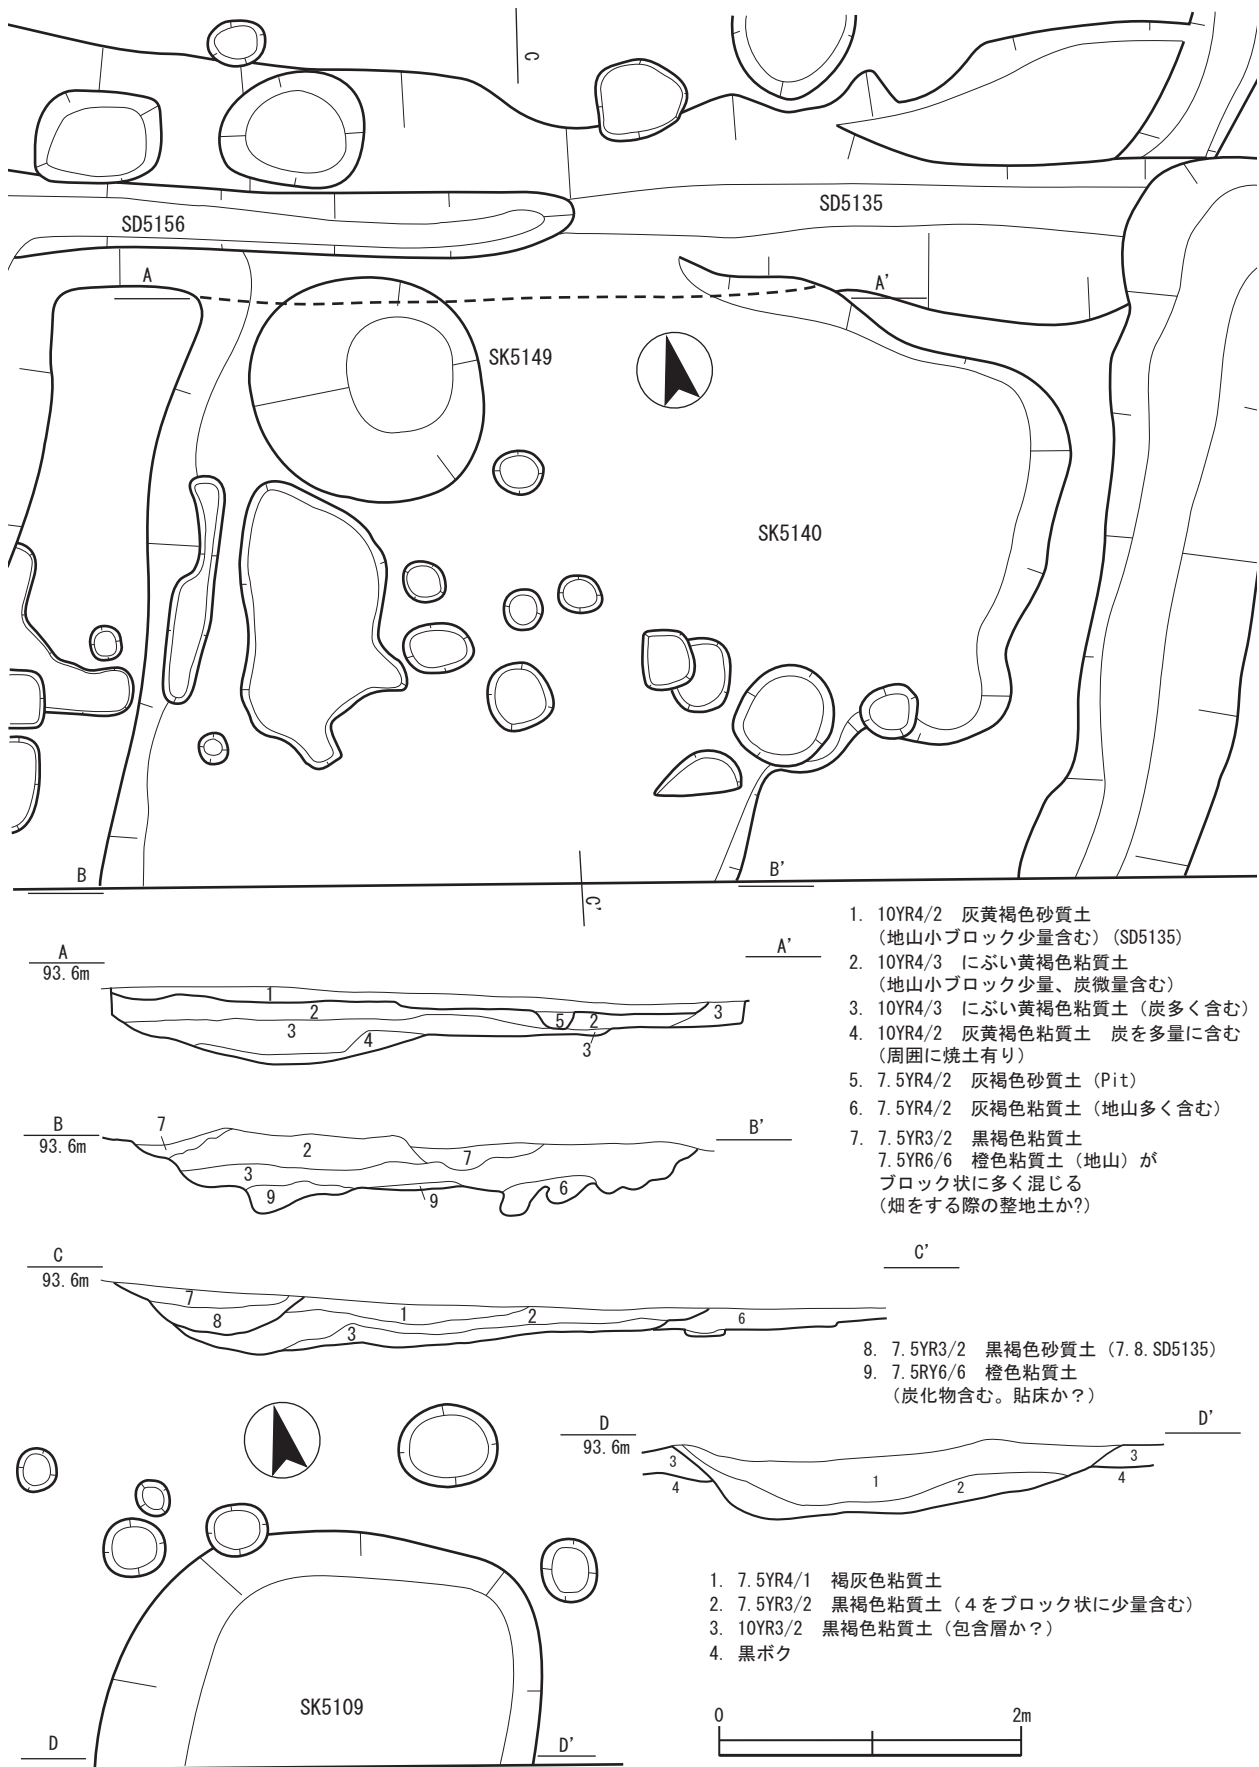 C
SD5156
SD5135
A
A'
SK5149
SK5140
B
B'
C'
1. 10YR4/2　灰黄褐色砂質土
（地山小ブロック少量含む）（SD5135）
2. 10YR4/3　にぶい黄褐色粘質土
（地山小ブロック少量、炭微量含む）
3. 10YR4/3　にぶい黄褐色粘質土（炭多く含む）
4. 10YR4/2　灰黄褐色粘質土　炭を多量に含む
（周囲に焼土有り）
5. 7.5YR4/2　灰褐色砂質土（Pit）
6. 7.5YR4/2　灰褐色粘質土（地山多く含む）
7. 7.5YR3/2　黒褐色粘質土
7.5YR6/6　橙色粘質土（地山）が
ブロック状に多く混じる
（畑をする際の整地土か?）
A
93.6m
A'
1
2
3
4
5
2
3
3
B
93.6m
B'
7
2
3
9
7
9
6
C
93.6m
C'
7
8
1
2
3
6
8. 7.5YR3/2　黒褐色砂質土（7.8.SD5135）
9. 7.5RY6/6　橙色粘質土
（炭化物含む。貼床か？）
D
93.6m
D'
3
4
1
2
3
4
1. 7.5YR4/1　褐灰色粘質土
2. 7.5YR3/2　黒褐色粘質土（４をブロック状に少量含む）
3. 10YR3/2　黒褐色粘質土（包含層か？）
4. 黒ボク
SK5109
D
D'
0
2m